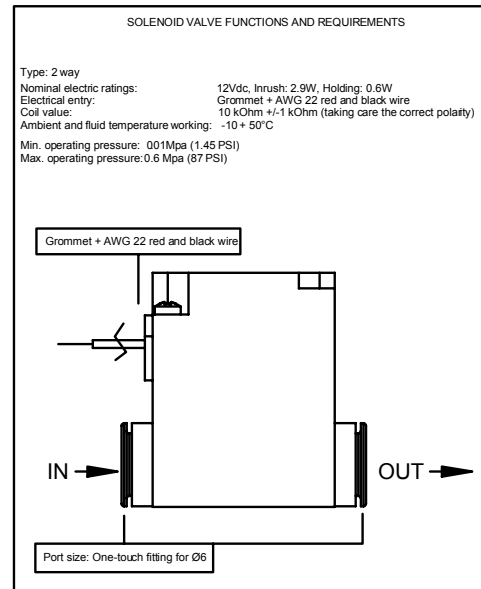 SOLENOID VALVE FUNCTIONS AND REQUIREMENTS
Type: 2 way
Nominal electric ratings: 12Vdc, Inrush: 2.9W, Holding: 0.6W
Electrical entry: Grommet + AWG 22 red and black wire
Coil value: 10 kOhm +/-1 kOhm (taking care the correct polaity)
Ambient and fluid temperature working: -10 + 50°C
Min. operating pressure: 0.01Mpa (1.45 PSI)
Max. operating pressure:0.6 Mpa (87 PSI)
Grommet + AWG 22 red and black wire
IN
OUT
Port size: One-touch fitting for Ø6